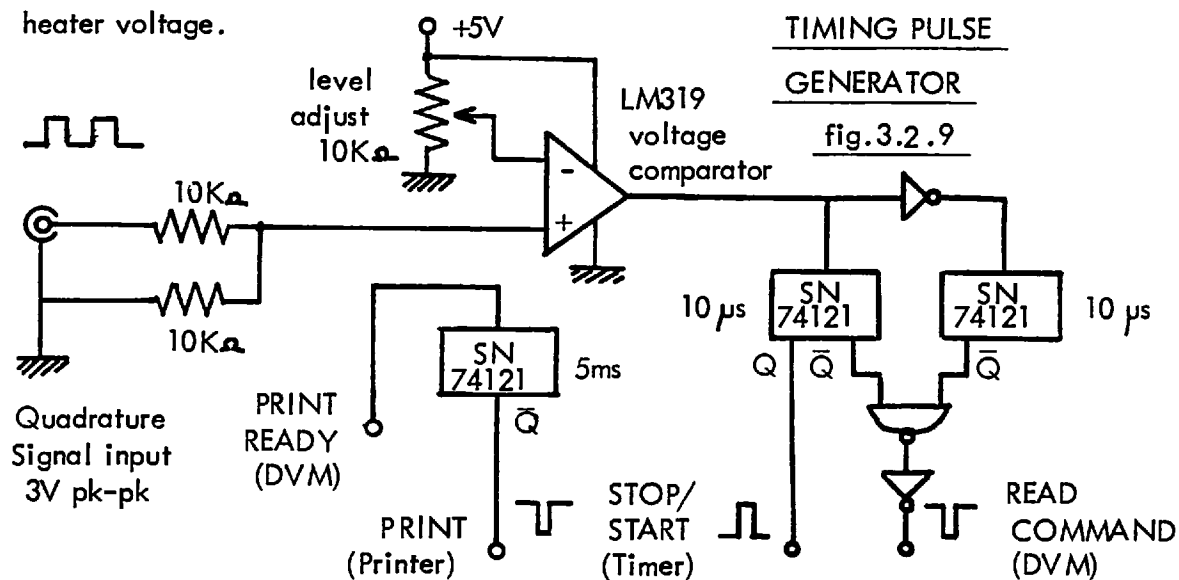 heater voltage.
+5V
TIMING PULSE
GENERATOR
fig.3.2.9
level
adjust
10KΩ
LM319
voltage
comparator
-
+
10KΩ
10KΩ
Quadrature
Signal input
3V pk-pk
PRINT
READY
(DVM)
SN
74121
5ms
Q̅
PRINT
(Printer)
10 µs
SN
74121
Q
Q̅
SN
74121
10 µs
Q̅
STOP/
START
(Timer)
READ
COMMAND
(DVM)